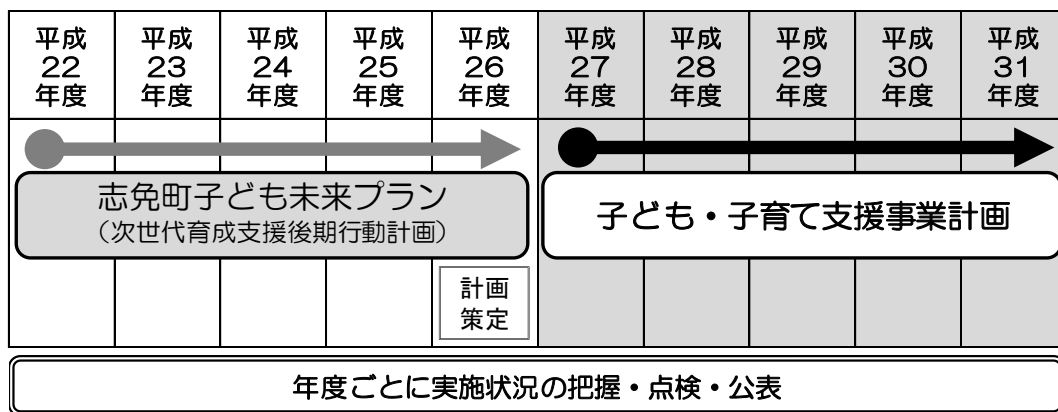 平成
22
年度
平成
23
年度
平成
24
年度
平成
25
年度
平成
26
年度
平成
27
年度
平成
28
年度
平成
29
年度
平成
30
年度
平成
31
年度
志免町子ども未来プラン
（次世代育成支援後期行動計画）
子ども・子育て支援事業計画
計画
策定
年度ごとに実施状況の把握・点検・公表